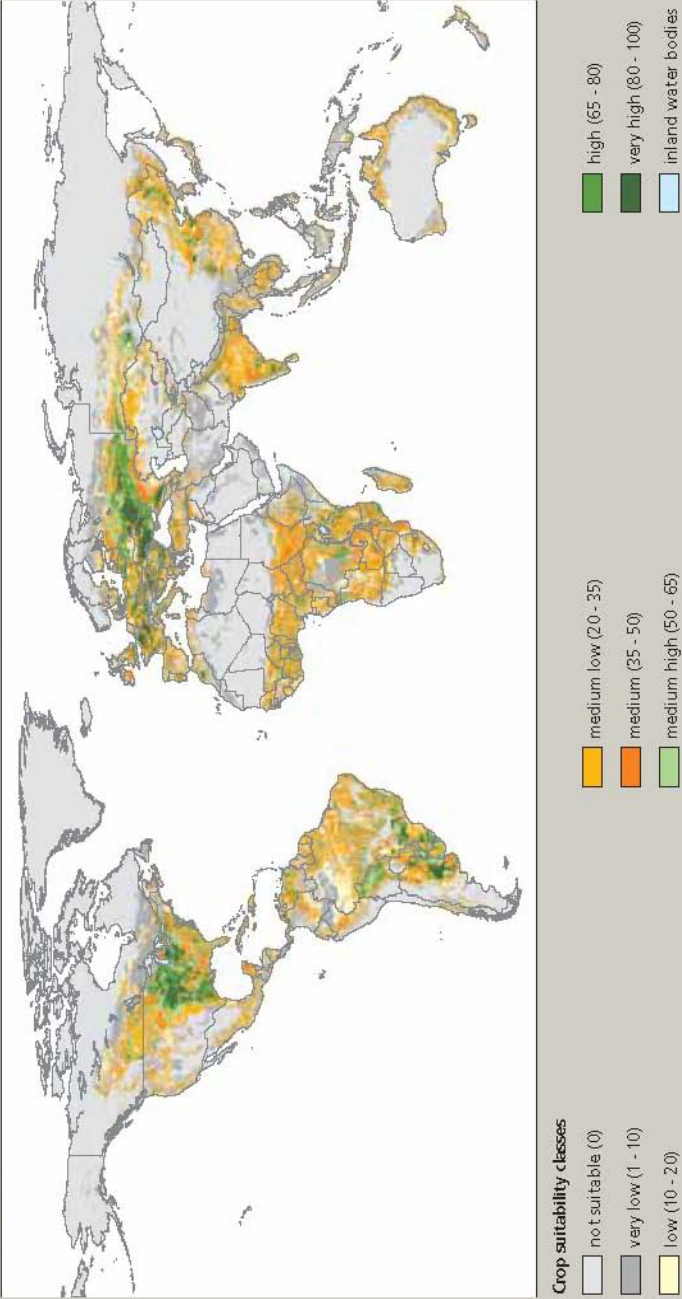 Crop suitability classes
not suitable (0)
very low (1 - 10)
low (10 - 20)
medium low (20 - 35)
medium (35 - 50)
medium high (50 - 65)
high (65 - 80)
very high (80 - 100)
inland water bodies